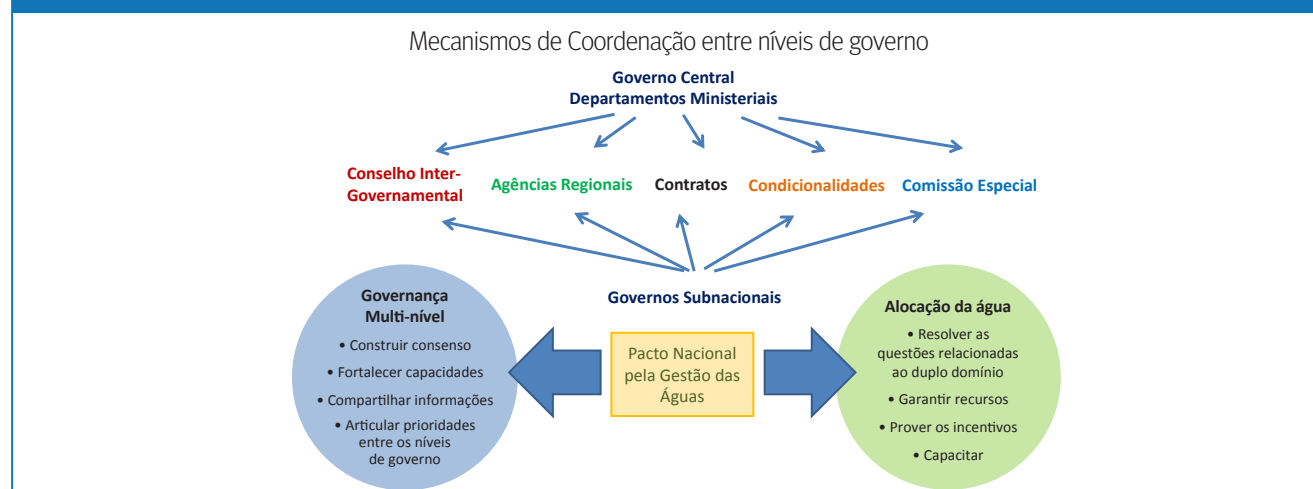 Mecanismos de Coordenação entre níveis de governo
Governo Central
Departamentos Ministeriais
Conselho Inter-
Governamental
Agências Regionais
Contratos
Condicionalidades
Comissão Especial
Governos Subnacionais
Governança
Multi-nível
• Construir consenso
• Fortalecer capacidades
• Compartilhar informações
• Articular prioridades
entre os níveis
de governo
Pacto Nacional
pela Gestão das
Águas
Alocação da água
• Resolver as
questões relacionadas
ao duplo domínio
• Garantir recursos
• Prover os incentivos
• Capacitar